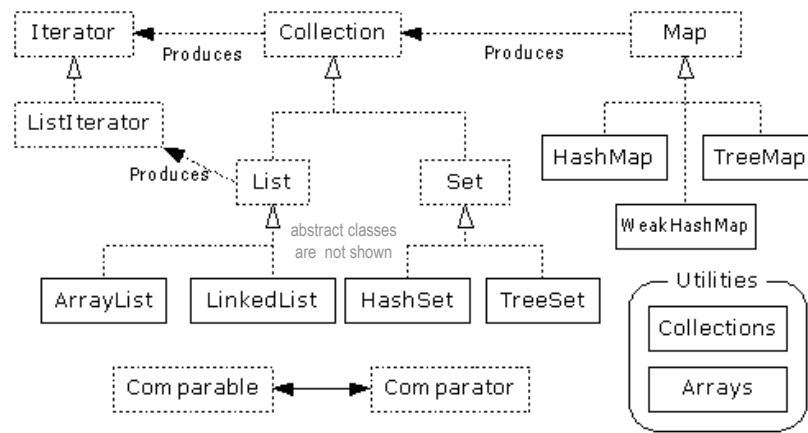 Iterator
Produces
Collection
Produces
Map
ListIterator
Produces
List
Set
HashMap
TreeMap
abstract classes
are not shown
WeakHashMap
ArrayList
LinkedList
HashSet
TreeSet
Utilities
Collections
Arrays
Comparable
Comparator